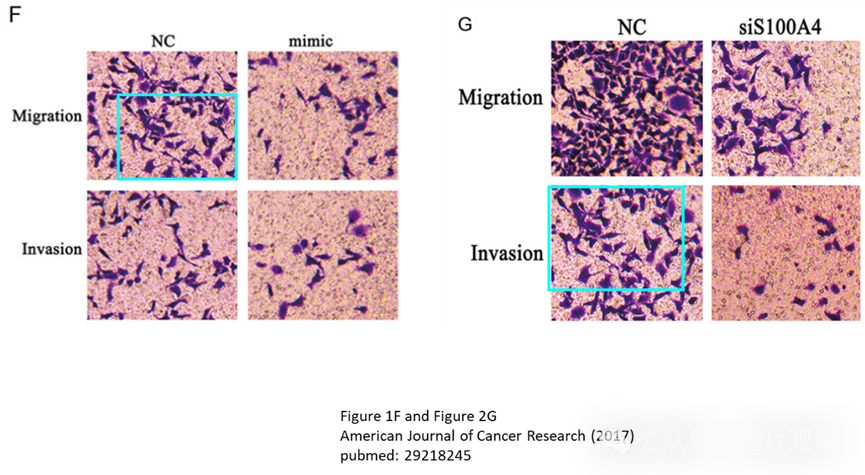 F
NC mimic
Migration
Invasion
G
NC siS100A4
Migration
Invasion
Figure 1F and Figure 2G
American Journal of Cancer Research (2017)
pubmed: 29218245